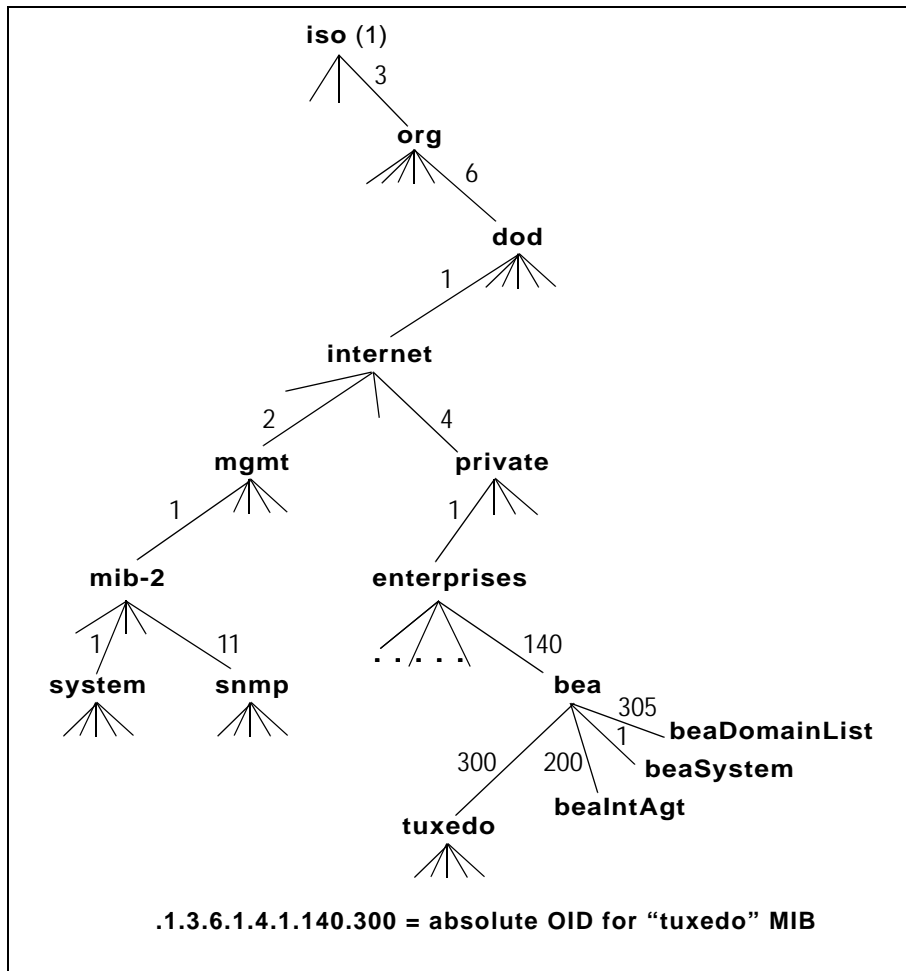 iso (1)
3
org
6
dod
1
internet
2
4
mgmt
private
1
1
mib-2
enterprises
1
11
140
. . . . .
system
snmp
bea
305
beaDomainList
1
300
200
beaSystem
beaIntAgt
tuxedo
.1.3.6.1.4.1.140.300 = absolute OID for “tuxedo” MIB